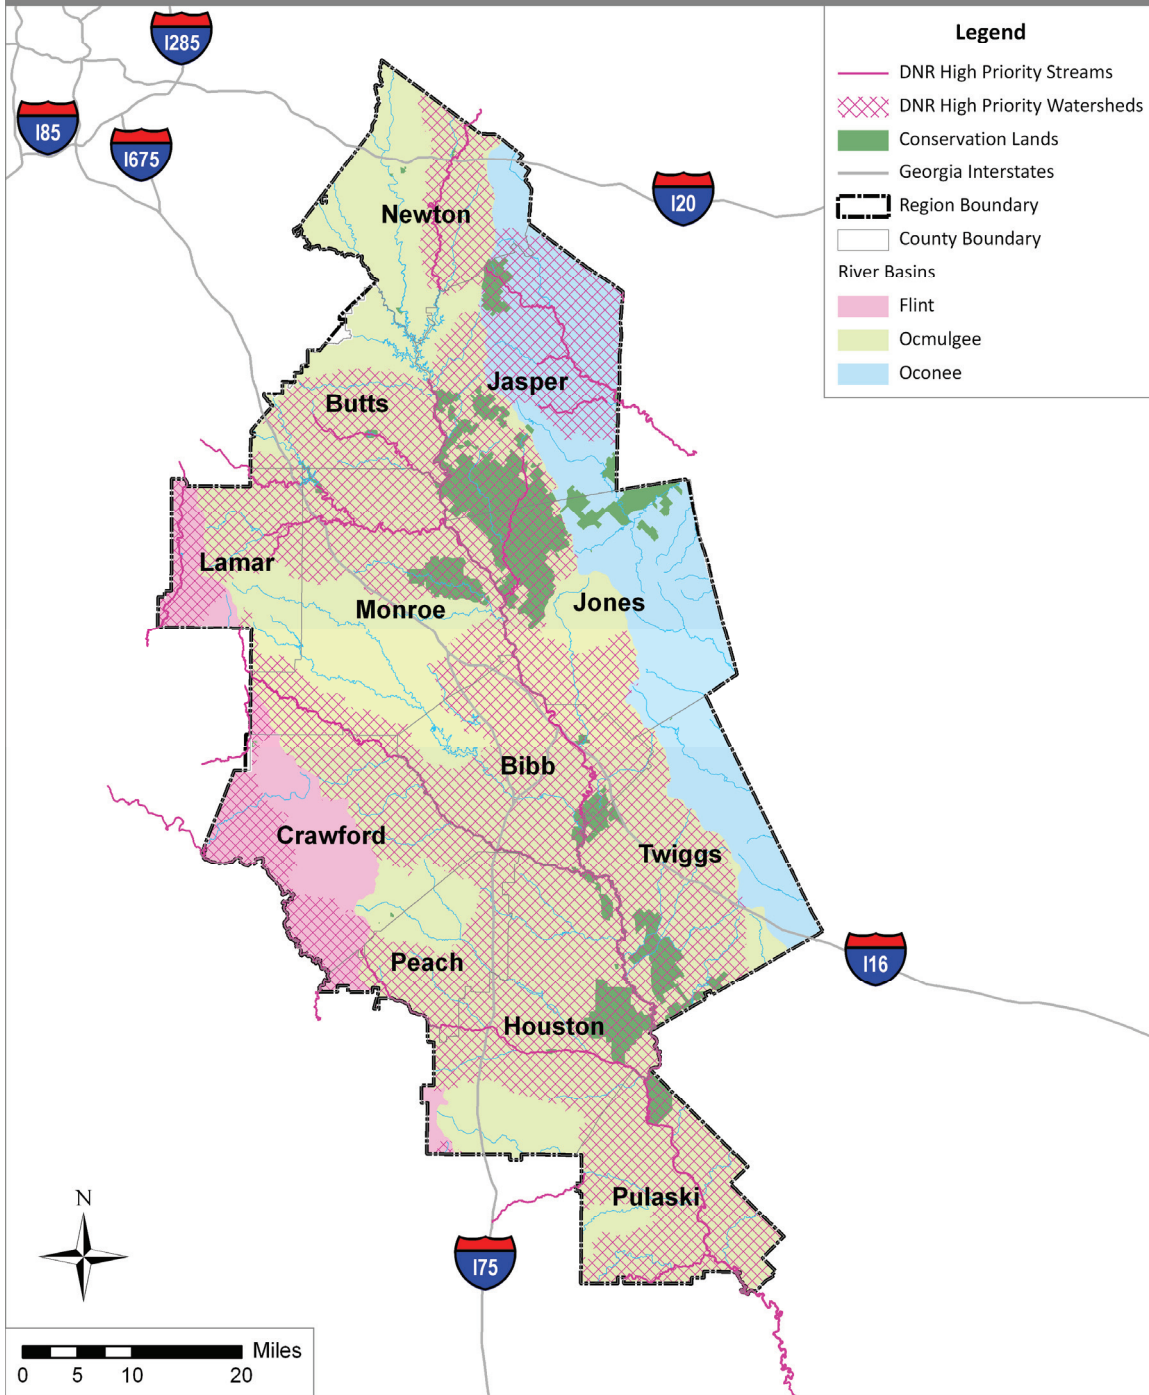 Legend
DNR High Priority Streams
DNR High Priority Watersheds
Conservation Lands
Georgia Interstates
Region Boundary
County Boundary
River Basins
Flint
Ocmulgee
Oconee
I285
I85
I675
I20
Newton
Jasper
Butts
Lamar
Monroe
Jones
Bibb
Crawford
Twiggs
I16
Peach
Houston
Pulaski
N
I75
Miles
0 5 10 20